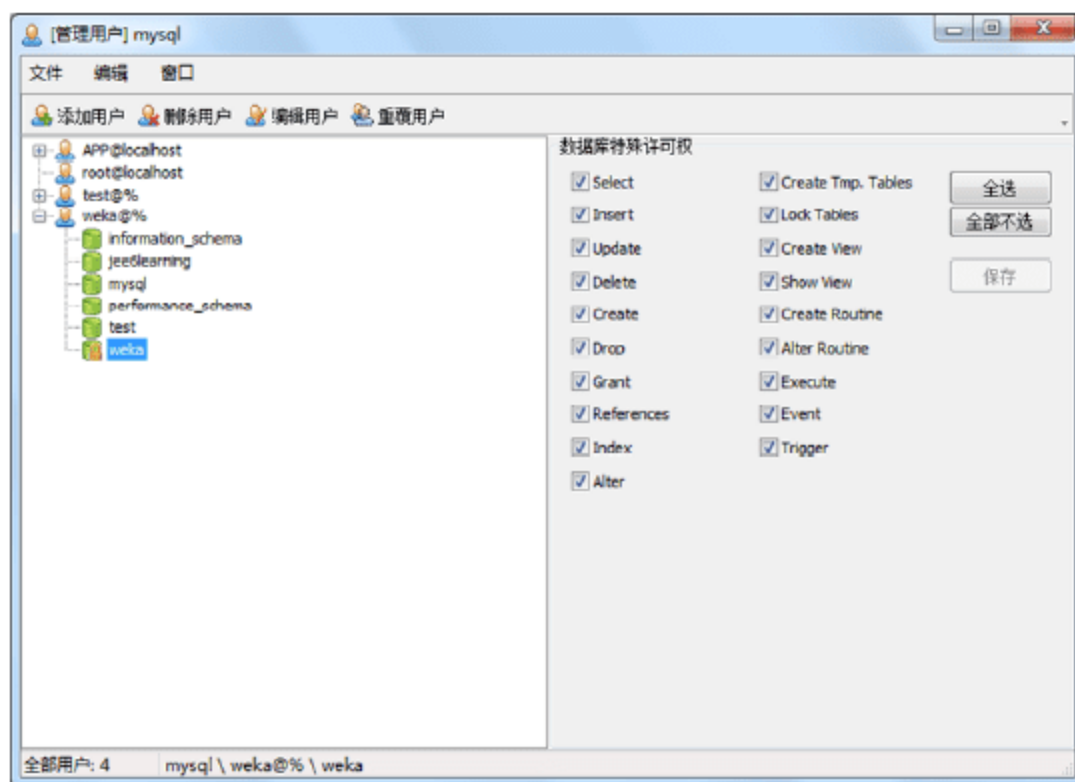 [管理用户] mysql
文件 编辑 窗口
添加用户 删除用户 编辑用户 重覆用户
APP@localhost
root@localhost
test@%
weka@%
information_schema
jee6learning
mysql
performance_schema
test
weka
数据库特殊许可权
Select Create Tmp. Tables 全选
Insert Lock Tables 全部不选
Update Create View
Delete Show View 保存
Create Create Routine
Drop Alter Routine
Grant Execute
References Event
Index Trigger
Alter
全部用户: 4 mysql \ weka@% \ weka